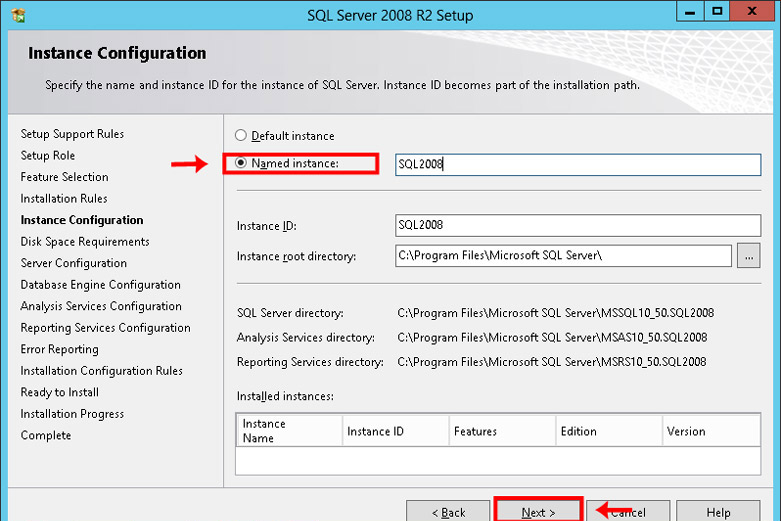 SQL Server 2008 R2 Setup
Instance Configuration
Specify the name and instance ID for the instance of SQL Server. Instance ID becomes part of the installation path.
Setup Support Rules
Setup Role
Feature Selection
Installation Rules
Instance Configuration
Disk Space Requirements
Server Configuration
Database Engine Configuration
Analysis Services Configuration
Reporting Services Configuration
Error Reporting
Installation Configuration Rules
Ready to Install
Installation Progress
Complete
Default instance
Named instance: SQL2008
Instance ID: SQL2008
Instance root directory: C:\Program Files\Microsoft SQL Server\ ...
SQL Server directory: C:\Program Files\Microsoft SQL Server\MSSQL10_50.SQL2008
Analysis Services directory: C:\Program Files\Microsoft SQL Server\MSAS10_50.SQL2008
Reporting Services directory: C:\Program Files\Microsoft SQL Server\MSRS10_50.SQL2008
Installed instances:
Instance Name Instance ID Features Edition Version
< Back Next > Cancel Help